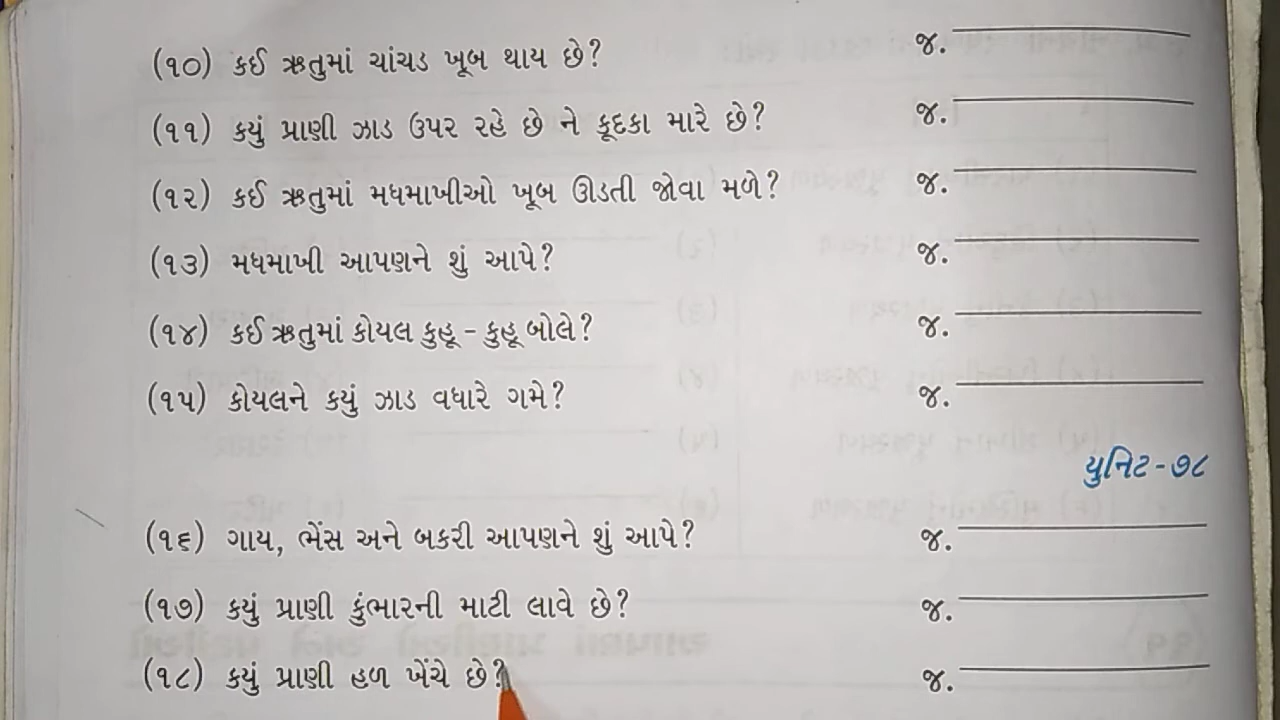 (૧૦) કઈ ઋતુમાં ચાંચડ ખૂબ થાય છે? જ.
(૧૧) કયું પ્રાણી ઝાડ ઉપર રહે છે ને કૂદકા મારે છે? જ.
(૧૨) કઈ ઋતુમાં મધમાખીઓ ખૂબ ઊડતી જોવા મળે? જ.
(૧૩) મધમાખી આપણને શું આપે? જ.
(૧૪) કઈ ઋતુમાં કોયલ કુહૂ - કુહૂ બોલે? જ.
(૧૫) કોયલને કયું ઝાડ વધારે ગમે? જ.
યુનિટ-૭૮
(૧૬) ગાય, ભેંસ અને બકરી આપણને શું આપે? જ.
(૧૭) કયું પ્રાણી કુંભારની માટી લાવે છે? જ.
(૧૮) કયું પ્રાણી હળ ખેંચે છે? જ.